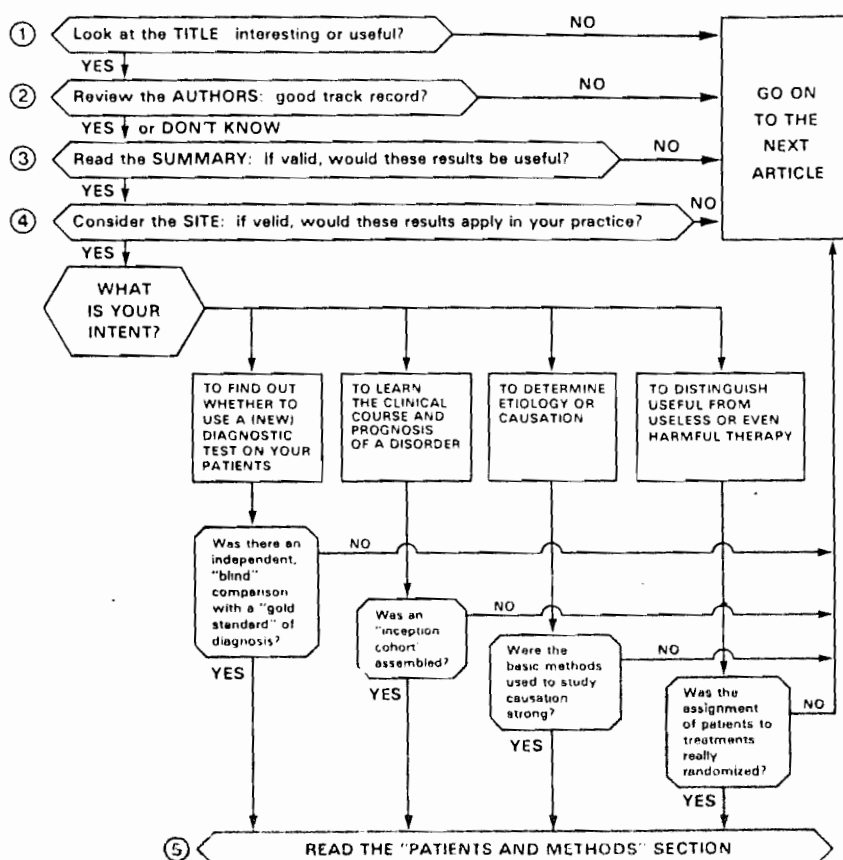 ① Look at the TITLE interesting or useful?
NO
YES
② Review the AUTHORS: good track record?
NO
YES or DON'T KNOW
③ Read the SUMMARY: If valid, would these results be useful?
NO
YES
④ Consider the SITE: if velid, would these results apply in your practice?
NO
YES
GO ON
TO THE
NEXT
ARTICLE
WHAT
IS YOUR
INTENT?
TO FIND OUT
WHETHER TO
USE A (NEW)
DIAGNOSTIC
TEST ON YOUR
PATIENTS
TO LEARN
THE CLINICAL
COURSE AND
PROGNOSIS
OF A DISORDER
TO DETERMINE
ETIOLOGY OR
CAUSATION
TO DISTINGUISH
USEFUL FROM
USELESS OR EVEN
HARMFUL THERAPY
Was there an
independent,
"blind"
comparison
with a "gold
standard" of
diagnosis?
NO
YES
Was an
"inception
cohort'
assembled?
NO
YES
Were the
basic methods
used to study
causation
strong?
NO
YES
Was the
assignment
of patients to
treatments
really
randomized?
NO
YES
⑤ READ THE "PATIENTS AND METHODS" SECTION